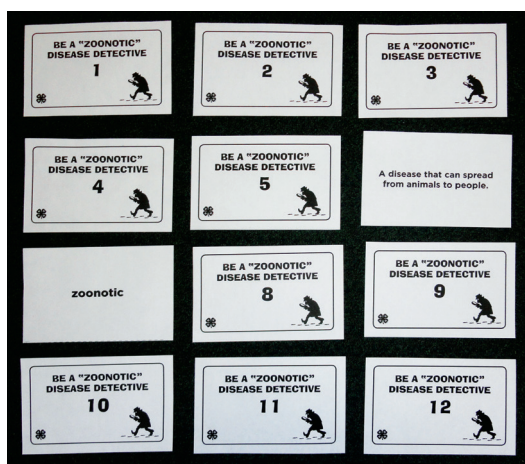 BE A "ZOONOTIC"
DISEASE DETECTIVE
1
BE A "ZOONOTIC"
DISEASE DETECTIVE
2
BE A "ZOONOTIC"
DISEASE DETECTIVE
3
BE A "ZOONOTIC"
DISEASE DETECTIVE
4
BE A "ZOONOTIC"
DISEASE DETECTIVE
5
A disease that can spread
from animals to people.
zoonotic
BE A "ZOONOTIC"
DISEASE DETECTIVE
8
BE A "ZOONOTIC"
DISEASE DETECTIVE
9
BE A "ZOONOTIC"
DISEASE DETECTIVE
10
BE A "ZOONOTIC"
DISEASE DETECTIVE
11
BE A "ZOONOTIC"
DISEASE DETECTIVE
12